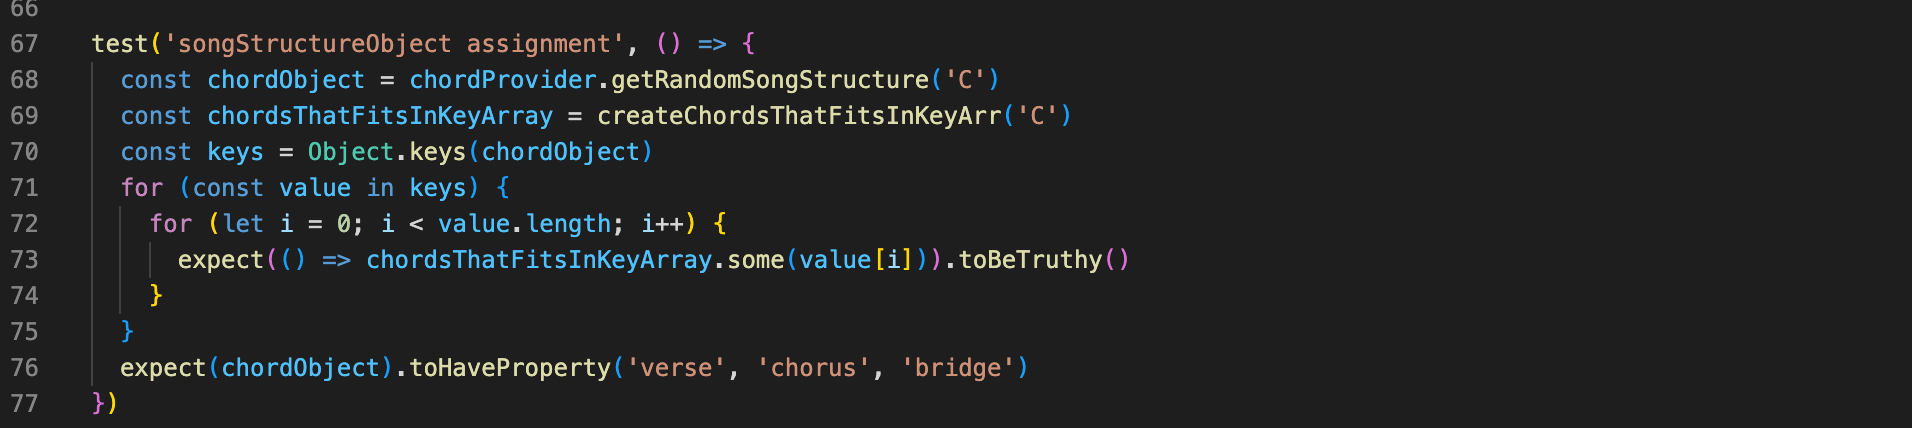 66
67 test('songStructureObject assignment', () => {
68 const chordObject = chordProvider.getRandomSongStructure('C')
69 const chordsThatFitsInKeyArray = createChordsThatFitsInKeyArr('C')
70 const keys = Object.keys(chordObject)
71 for (const value in keys) {
72 for (let i = 0; i < value.length; i++) {
73 expect(() => chordsThatFitsInKeyArray.some(value[i])).toBeTruthy()
74 }
75 }
76 expect(chordObject).toHaveProperty('verse', 'chorus', 'bridge')
77 })